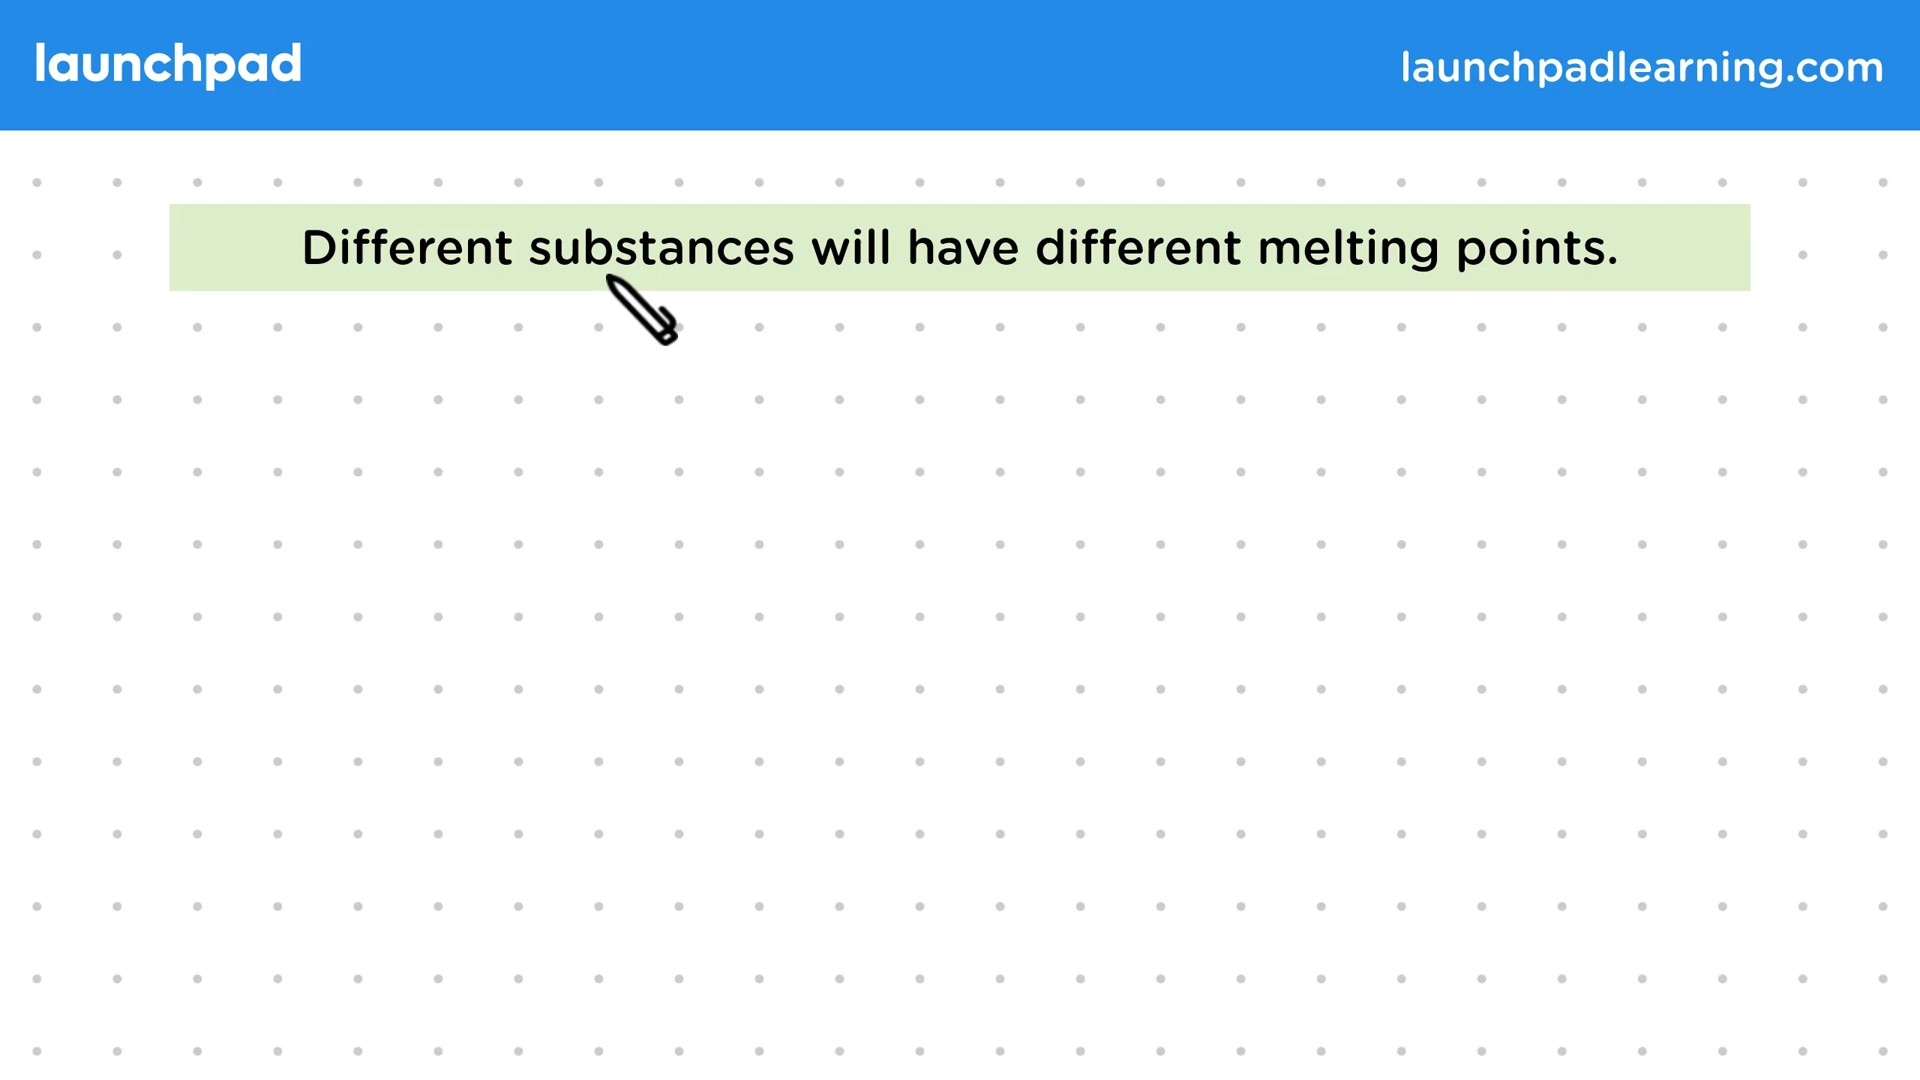 launchpad
launchpadlearning.com
Different substances will have different melting points.